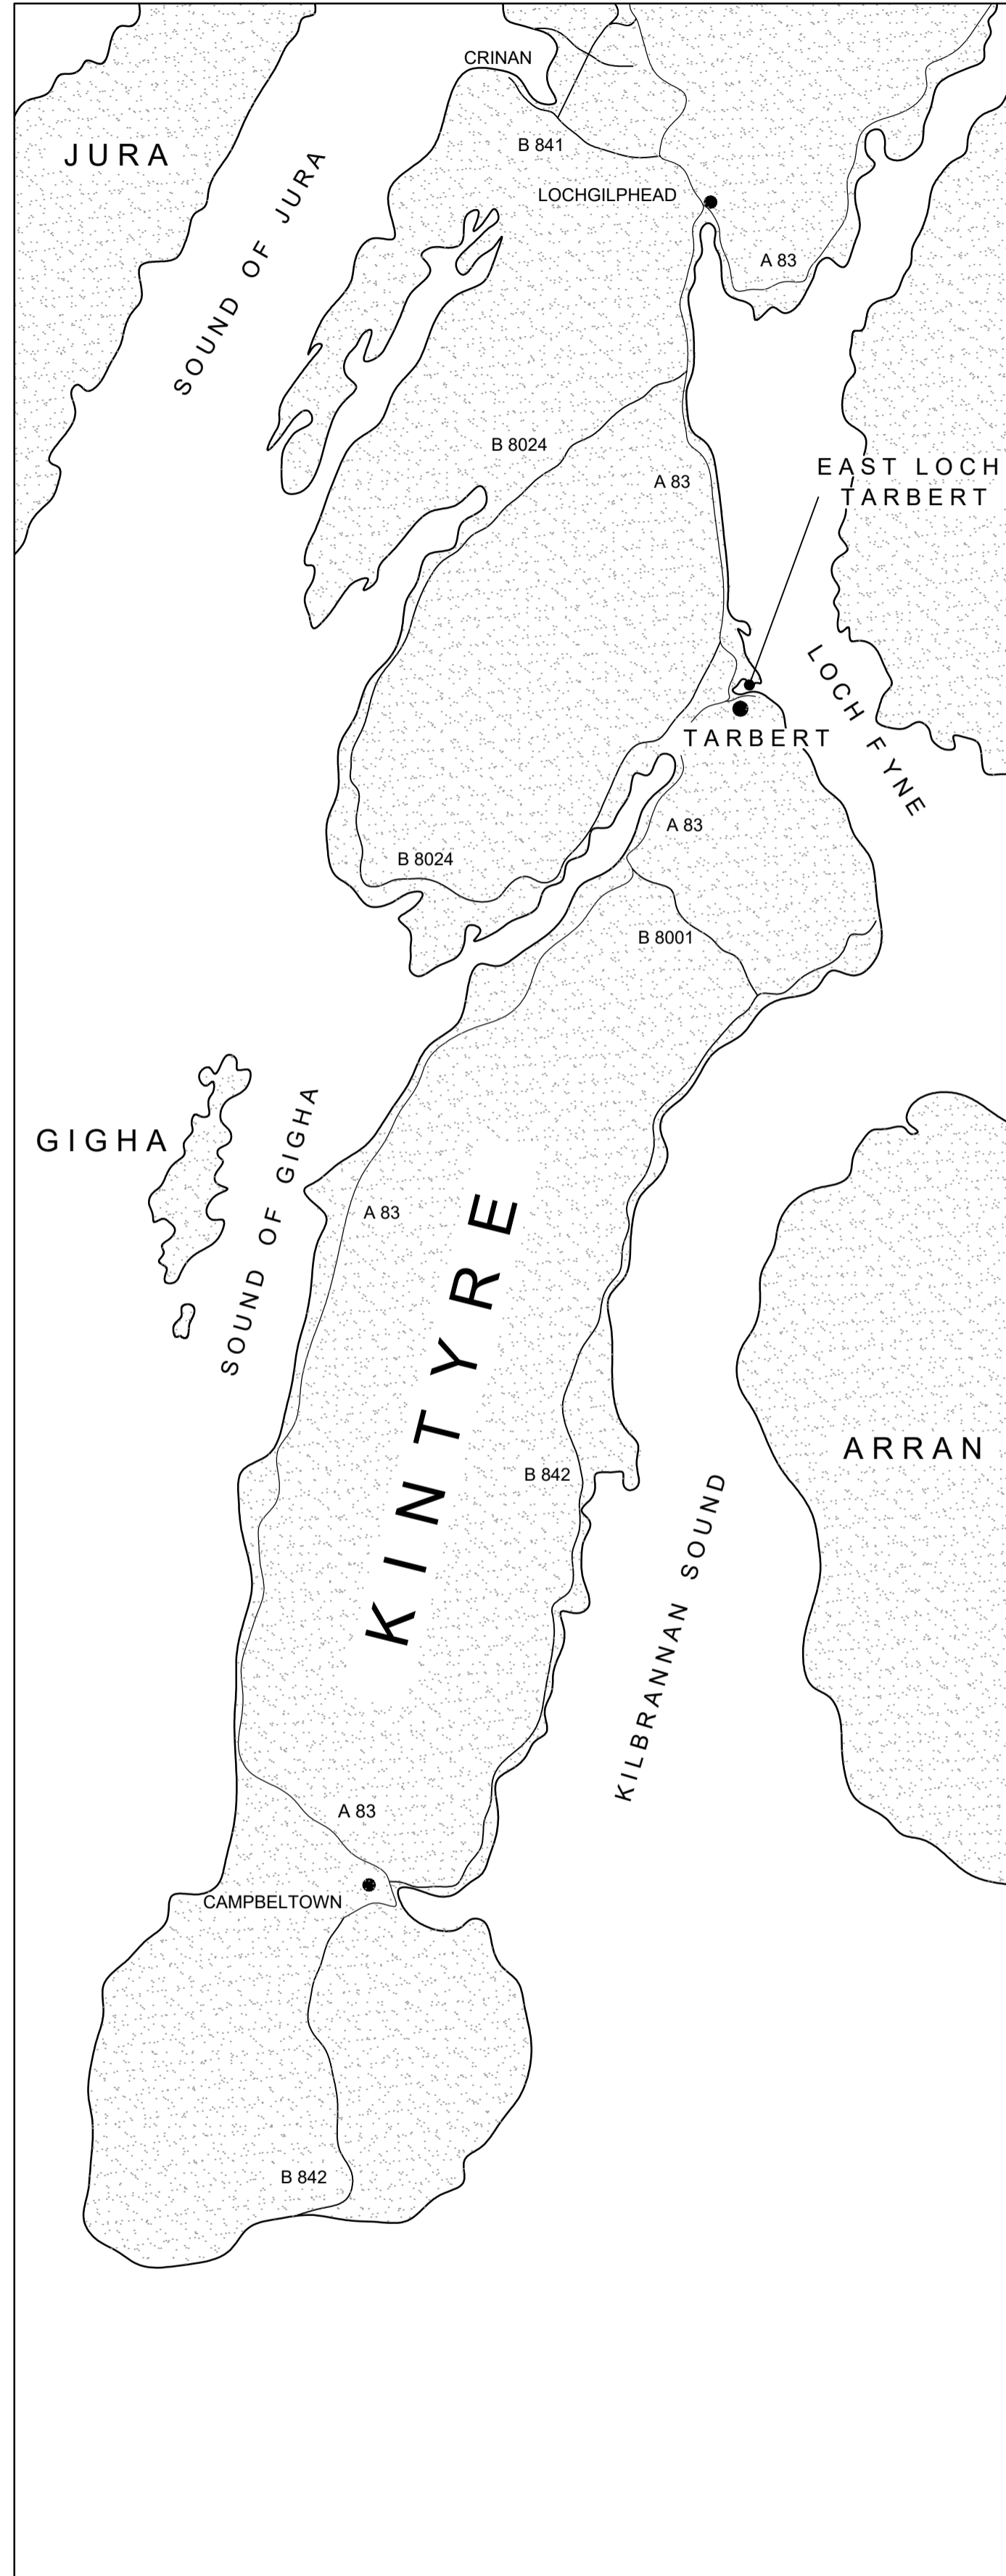 CRINAN
JURA
B 841
SOUND OF JURA
LOCHGILPHEAD
A 83
B 8024
EAST LOCH
TARBERT
A 83
LOCH FYNE
TARBERT
A 83
B 8024
B 8001
GIGHA
SOUND OF GIGHA
A 83
KINTYRE
ARRAN
B 842
KILBRANNAN SOUND
A 83
CAMPBELTOWN
B 842